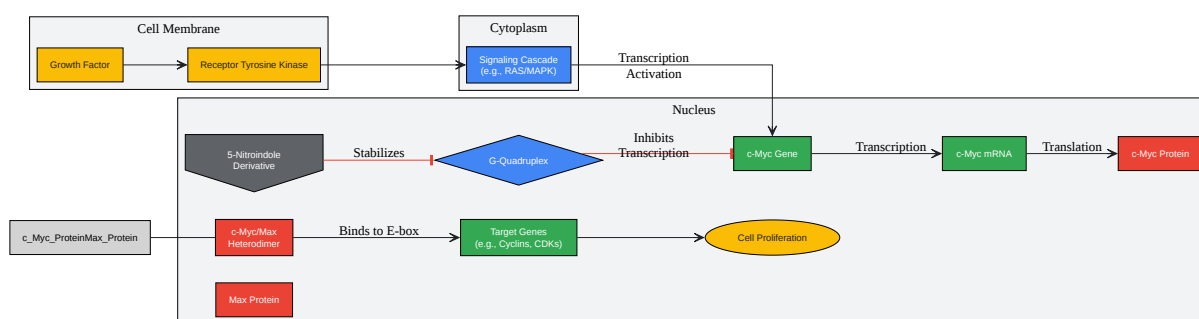 Cell Membrane
Cytoplasm
Growth Factor
Receptor Tyrosine Kinase
Signaling Cascade
(e.g., RAS/MAPK)
Transcription
Activation
Nucleus
5-Nitroindole
Derivative
Stabilizes
G-Quadruplex
Inhibits
Transcription
c-Myc Gene
Transcription
c-Myc mRNA
Translation
c-Myc Protein
c_Myc_ProteinMax_Protein
c-Myc/Max
Heterodimer
Binds to E-box
Target Genes
(e.g., Cyclins, CDKs)
Cell Proliferation
Max Protein